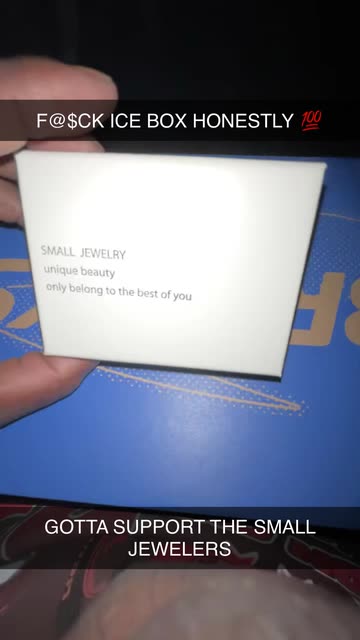 F@$CK ICE BOX HONESTLY 💯
SMALL JEWELRY
unique beauty
only belong to the best of you
GOTTA SUPPORT THE SMALL
JEWELERS